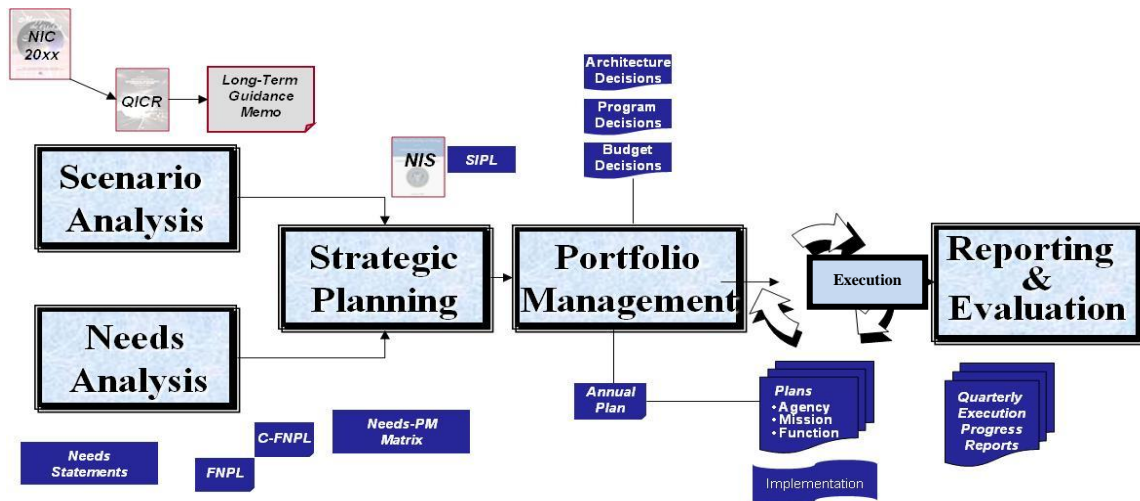 NIC
20xx
QICR
Long-Term
Guidance
Memo
Scenario
Analysis
NIS
SIPL
Architecture
Decisions
Program
Decisions
Budget
Decisions
Strategic
Planning
Portfolio
Management
Execution
Reporting
&
Evaluation
Needs
Analysis
Annual
Plan
Plans
• Agency
• Mission
• Function
Quarterly
Execution
Progress
Reports
Needs
Statements
FNPL
C-FNPL
Needs-PM
Matrix
Implementation